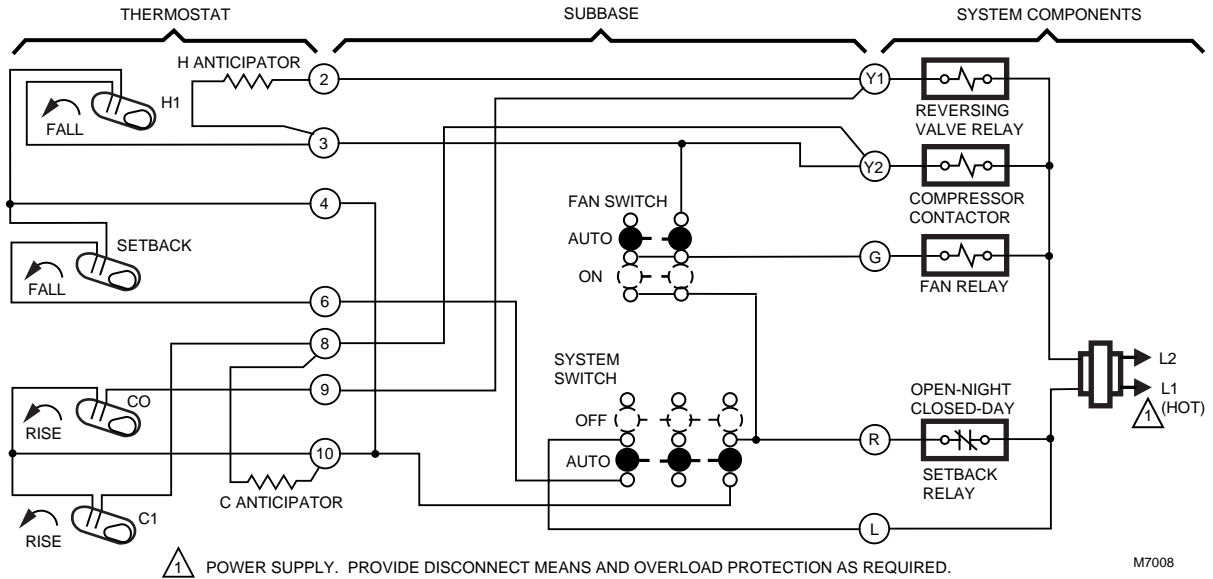 THERMOSTAT
SUBBASE
SYSTEM COMPONENTS
H ANTICIPATOR
2
Y1
H1
FALL
REVERSING
VALVE RELAY
3
Y2
COMPRESSOR
CONTACTOR
4
FAN SWITCH
SETBACK
AUTO
G
FALL
ON
FAN RELAY
6
8
SYSTEM
SWITCH
L2
9
CO
L1
(HOT)
1
OPEN-NIGHT
CLOSED-DAY
RISE
OFF
R
10
AUTO
SETBACK
RELAY
C ANTICIPATOR
C1
RISE
L
1 POWER SUPPLY. PROVIDE DISCONNECT MEANS AND OVERLOAD PROTECTION AS REQUIRED.
M7008